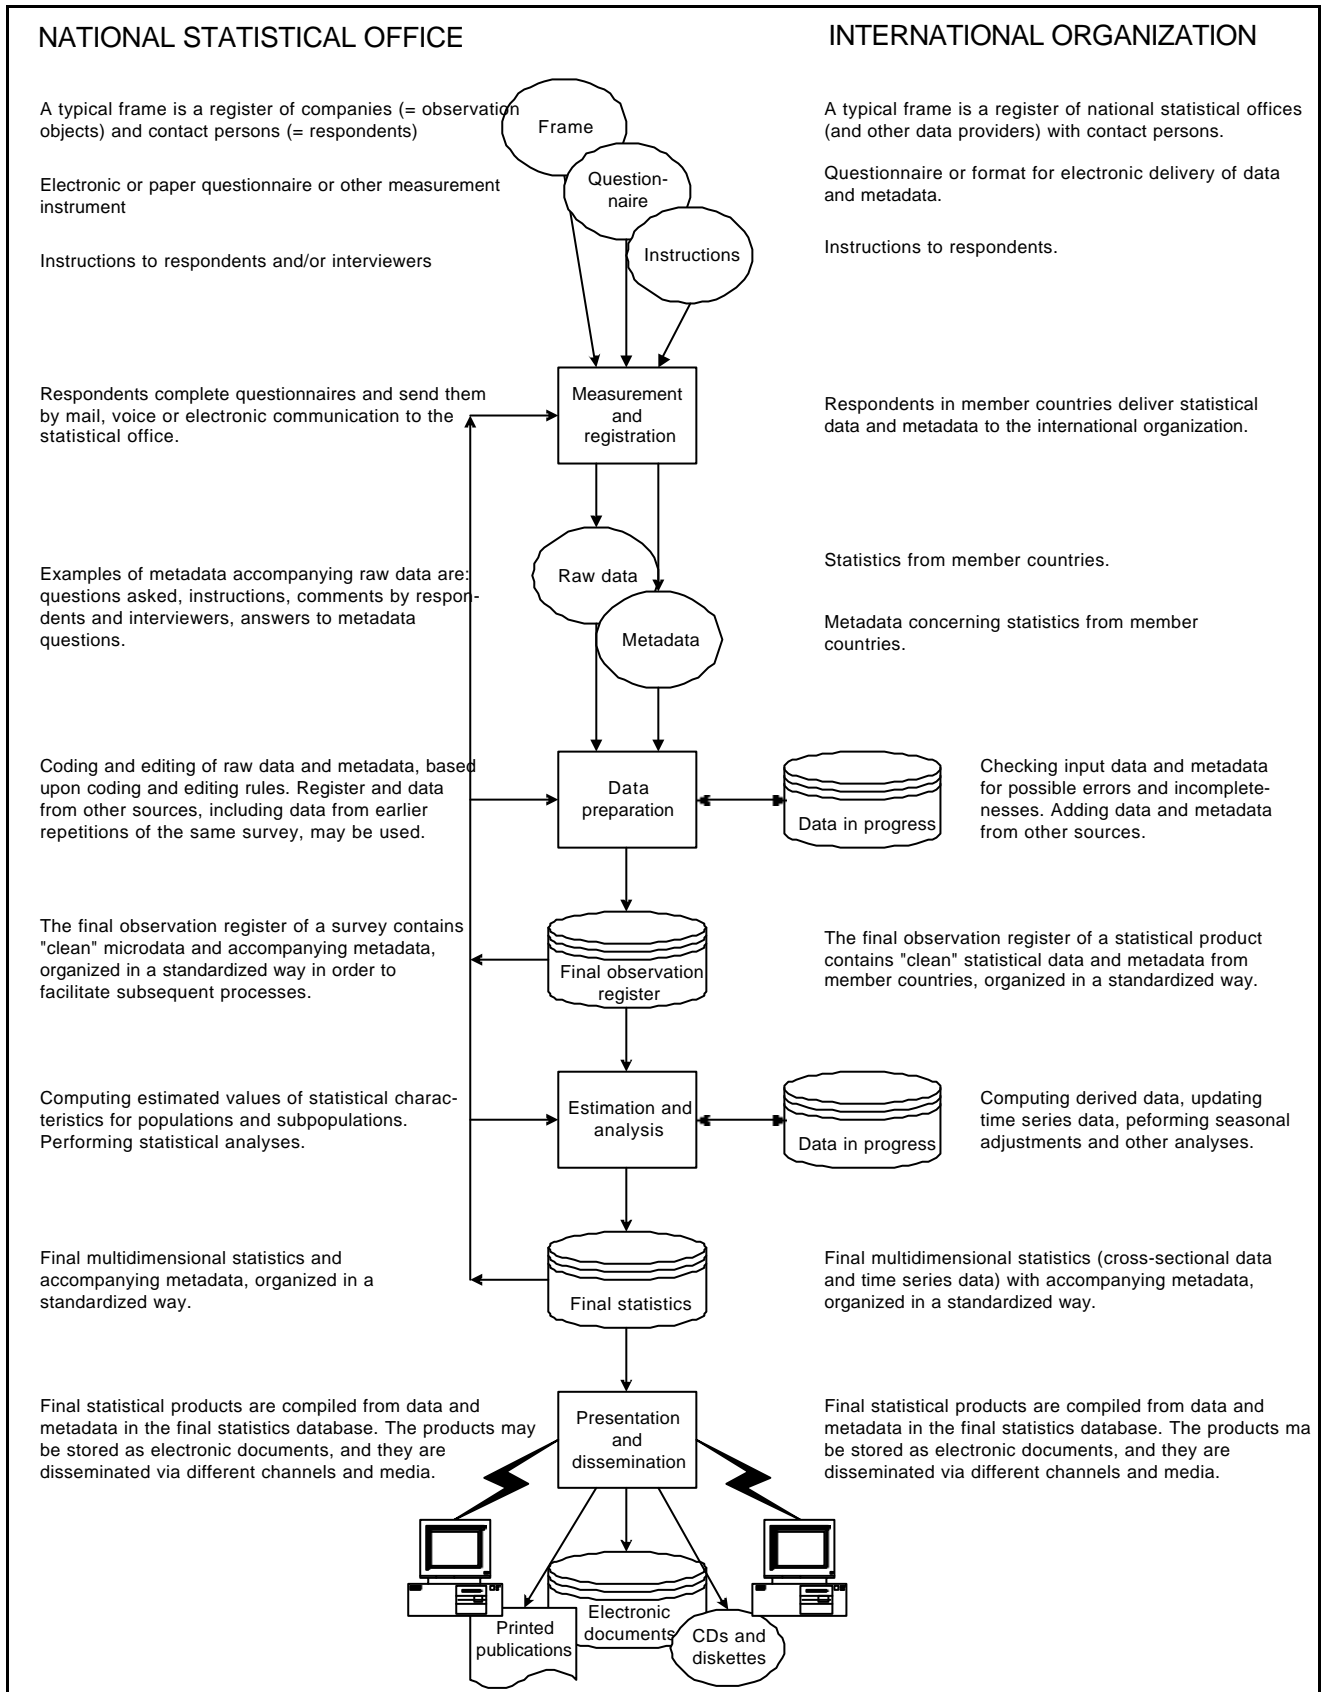 NATIONAL STATISTICAL OFFICE
INTERNATIONAL ORGANIZATION
A typical frame is a register of companies (= observation
objects) and contact persons (= respondents)
Frame
A typical frame is a register of national statistical offices
(and other data providers) with contact persons.
Electronic or paper questionnaire or other measurement
instrument
Question-
naire
Questionnaire or format for electronic delivery of data
and metadata.
Instructions to respondents and/or interviewers
Instructions
Instructions to respondents.
Respondents complete questionnaires and send them
by mail, voice or electronic communication to the
statistical office.
Measurement
and
registration
Respondents in member countries deliver statistical
data and metadata to the international organization.
Examples of metadata accompanying raw data are:
questions asked, instructions, comments by respon-
dents and interviewers, answers to metadata
questions.
Raw data
Metadata
Statistics from member countries.
Metadata concerning statistics from member
countries.
Coding and editing of raw data and metadata, based
upon coding and editing rules. Register and data
from other sources, including data from earlier
repetitions of the same survey, may be used.
Data
preparation
Data in progress
Checking input data and metadata
for possible errors and incomplete-
nesses. Adding data and metadata
from other sources.
The final observation register of a survey contains
"clean" microdata and accompanying metadata,
organized in a standardized way in order to
facilitate subsequent processes.
Final observation
register
The final observation register of a statistical product
contains "clean" statistical data and metadata from
member countries, organized in a standardized way.
Computing estimated values of statistical charac-
teristics for populations and subpopulations.
Performing statistical analyses.
Estimation and
analysis
Data in progress
Computing derived data, updating
time series data, peforming seasonal
adjustments and other analyses.
Final multidimensional statistics and
accompanying metadata, organized in a
standardized way.
Final statistics
Final multidimensional statistics (cross-sectional data
and time series data) with accompanying metadata,
organized in a standardized way.
Final statistical products are compiled from data and
metadata in the final statistics database. The products may
be stored as electronic documents, and they are
disseminated via different channels and media.
Presentation
and
dissemination
Final statistical products are compiled from data and
metadata in the final statistics database. The products ma
be stored as electronic documents, and they are
disseminated via different channels and media.
Printed
publications
Electronic
documents
CDs and
diskettes